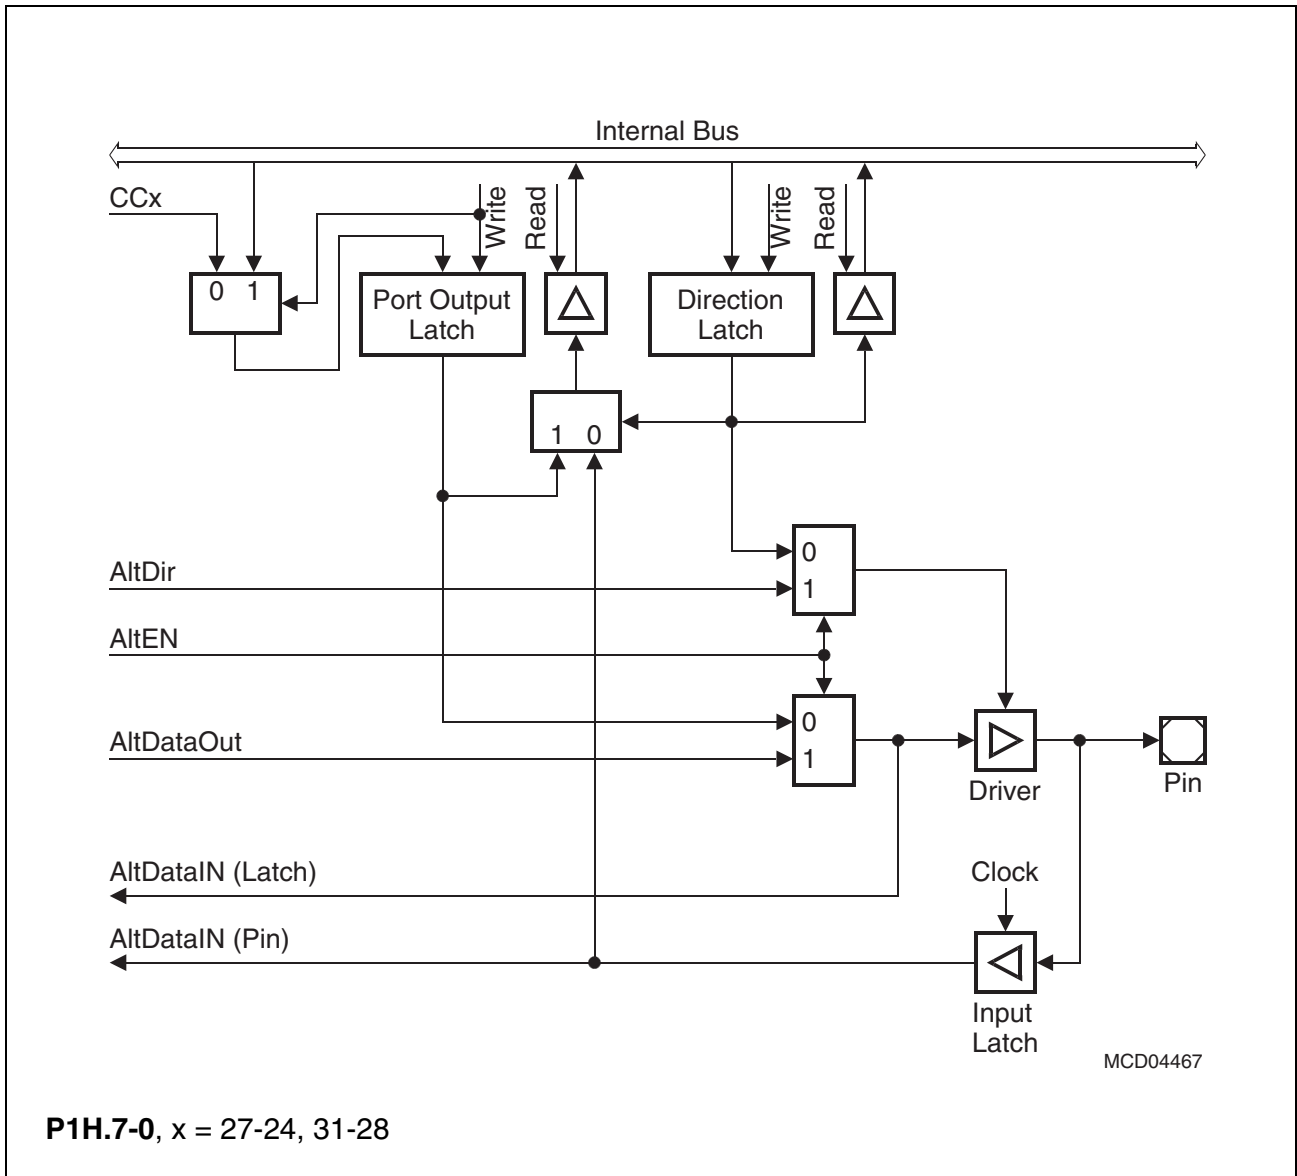 Internal Bus
CCx
Write
Read
Write
Read
0 1
Port Output
Latch
Direction
Latch
1 0
0
AltDir
1
AltEN
0
AltDataOut
1
Driver
Pin
AltDataIN (Latch)
Clock
AltDataIN (Pin)
Input
Latch
MCD04467
P1H.7-0, x = 27-24, 31-28